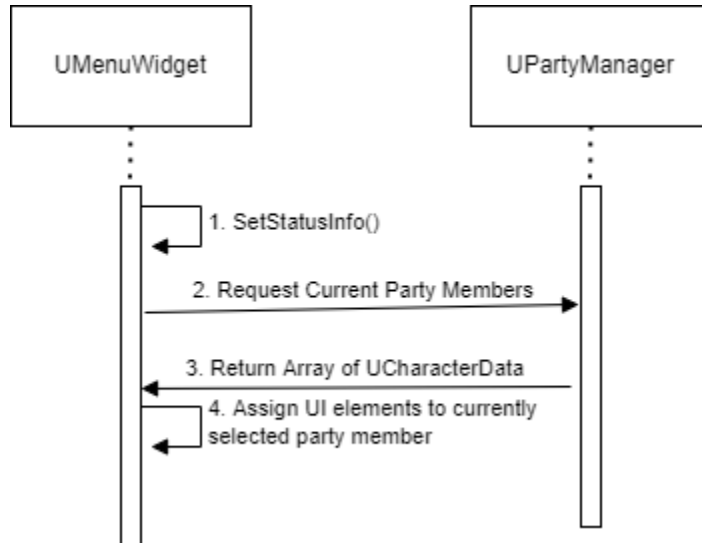 UMenuWidget
UPartyManager
1. SetStatusInfo()
2. Request Current Party Members
3. Return Array of UCharacterData
4. Assign UI elements to currently
selected party member